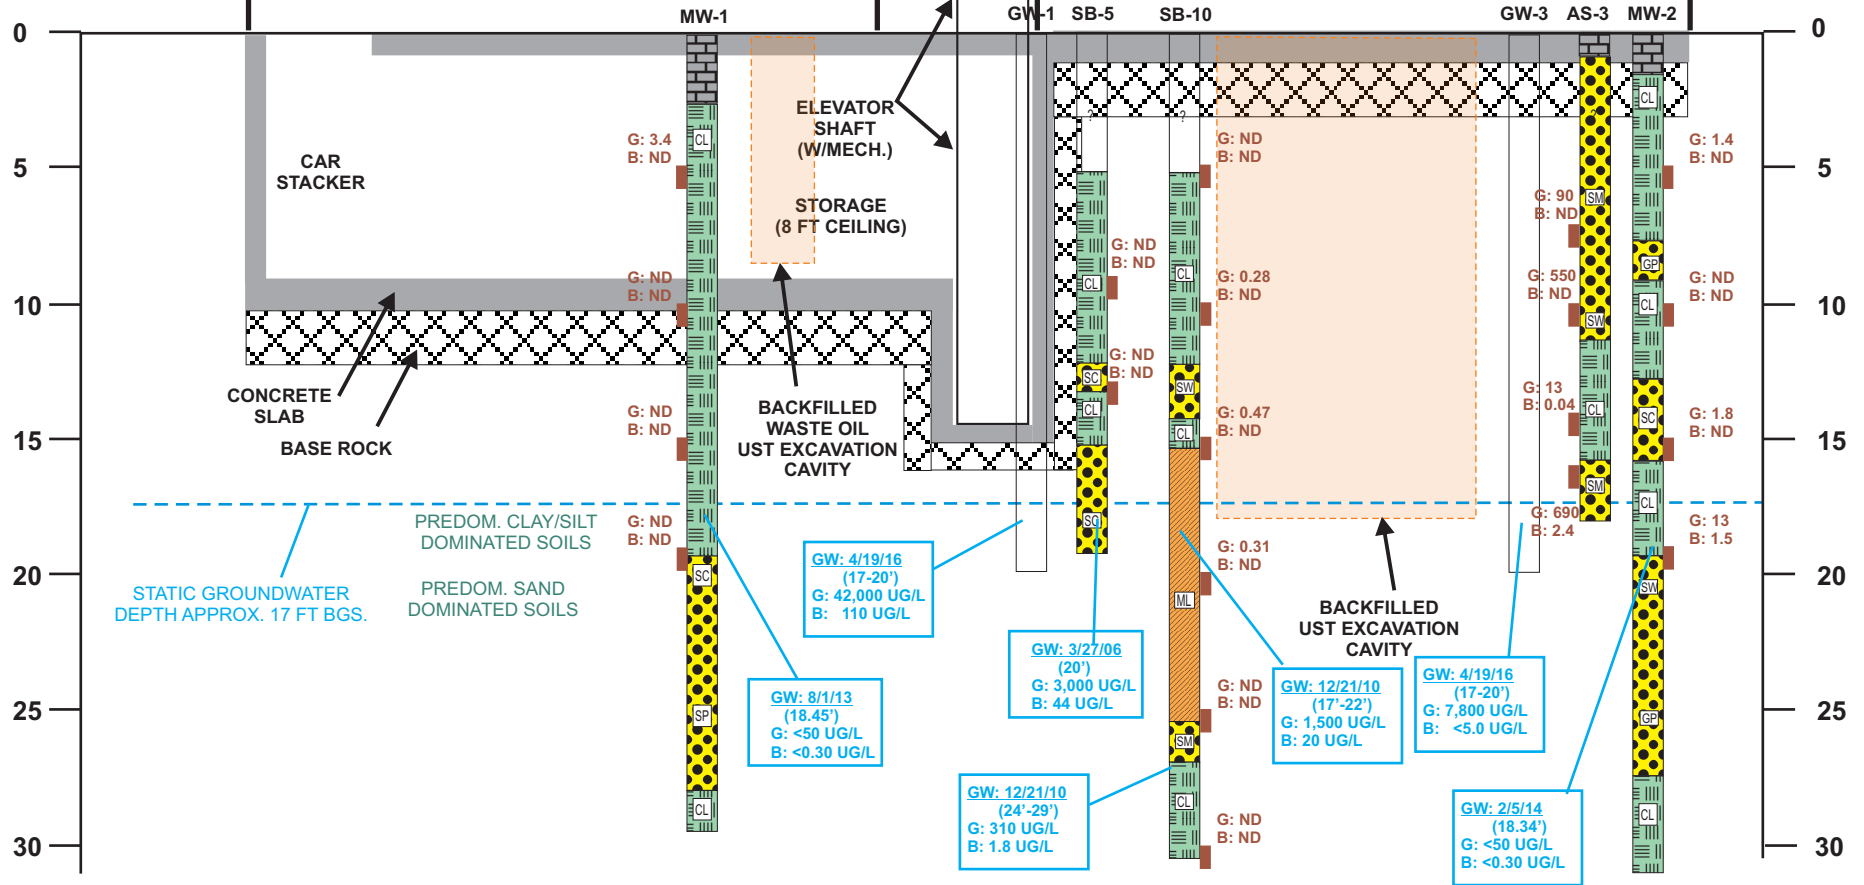 MW-1
GW-1
SB-5
SB-10
GW-3
AS-3
MW-2
0
5
10
15
20
25
30
0
5
10
15
20
25
30
CAR
STACKER
ELEVATOR
SHAFT
(W/MECH.)
STORAGE
(8 FT CEILING)
CONCRETE
SLAB
BASE ROCK
BACKFILLED
WASTE OIL
UST EXCAVATION
CAVITY
BACKFILLED
UST EXCAVATION
CAVITY
PREDOM. CLAY/SILT
DOMINATED SOILS
PREDOM. SAND
DOMINATED SOILS
STATIC GROUNDWATER
DEPTH APPROX. 17 FT BGS.
G: 3.4
B: ND
G: ND
B: ND
G: ND
B: ND
G: ND
B: ND
CL
SC
SP
CL
GW: 8/1/13
(18.45')
G: <50 UG/L
B: <0.30 UG/L
GW: 4/19/16
(17-20')
G: 42,000 UG/L
B: 110 UG/L
?
CL
SC
CL
SC
G: ND
B: ND
G: ND
B: ND
GW: 3/27/06
(20')
G: 3,000 UG/L
B: 44 UG/L
?
CL
SW
CL
ML
SM
CL
G: ND
B: ND
G: 0.28
B: ND
G: 0.47
B: ND
G: 0.31
B: ND
G: ND
B: ND
G: ND
B: ND
GW: 12/21/10
(24'-29')
G: 310 UG/L
B: 1.8 UG/L
GW: 12/21/10
(17'-22')
G: 1,500 UG/L
B: 20 UG/L
GW: 4/19/16
(17-20')
G: 7,800 UG/L
B: <5.0 UG/L
G: 90
B: ND
G: 550
B: ND
G: 13
B: 0.04
G: 690
B: 2.4
SM
SW
CL
SM
CL
GP
CL
SC
CL
SW
GP
CL
G: 1.4
B: ND
G: ND
B: ND
G: 1.8
B: ND
G: 13
B: 1.5
GW: 2/5/14
(18.34')
G: <50 UG/L
B: <0.30 UG/L